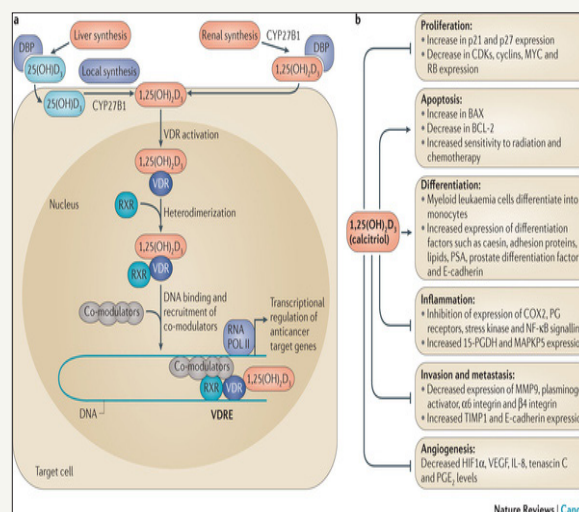 a
Liver synthesis
DBP
25(OH)D3
Local synthesis
25(OH)D3
CYP27B1
Renal synthesis
CYP27B1
DBP
1,25(OH)2D3
1,25(OH)2D3
VDR activation
1,25(OH)2D3
VDR
Nucleus
RXR
Heterodimerization
1,25(OH)2D3
RXR
VDR
DNA binding and
recruitment of
co-modulators
Co-modulators
Transcriptional
regulation of
anticancer
target genes
RNA
POL II
Co-modulators
RXR
VDR
1,25(OH)2D3
DNA
VDRE
Target cell
b
1,25(OH)2D3
(calcitriol)
Proliferation:
• Increase in p21 and p27 expression
• Decrease in CDKs, cyclins, MYC and
RB expression
Apoptosis:
• Increase in BAX
• Decrease in BCL-2
• Increased sensitivity to radiation and
chemotherapy
Differentiation:
• Myeloid leukaemia cells differentiate into
monocytes
• Increased expression of differentiation
factors such as caesin, adhesion proteins,
lipids, PSA, prostate differentiation factor
and E-cadherin
Inflammation:
• Inhibition of expression of COX2, PG
receptors, stress kinase and NF-κB signallin
• Increased 15-PGDH and MAPKP5 expressio
Invasion and metastasis:
• Decreased expression of MMP9, plasminoge
activator, α6 integrin and β4 integrin
• Increased TIMP1 and E-cadherin expressio
Angiogenesis:
Decreased HIF1α, VEGF, IL-8, tenascin C
and PGE2 levels
Nature Reviews | Canc